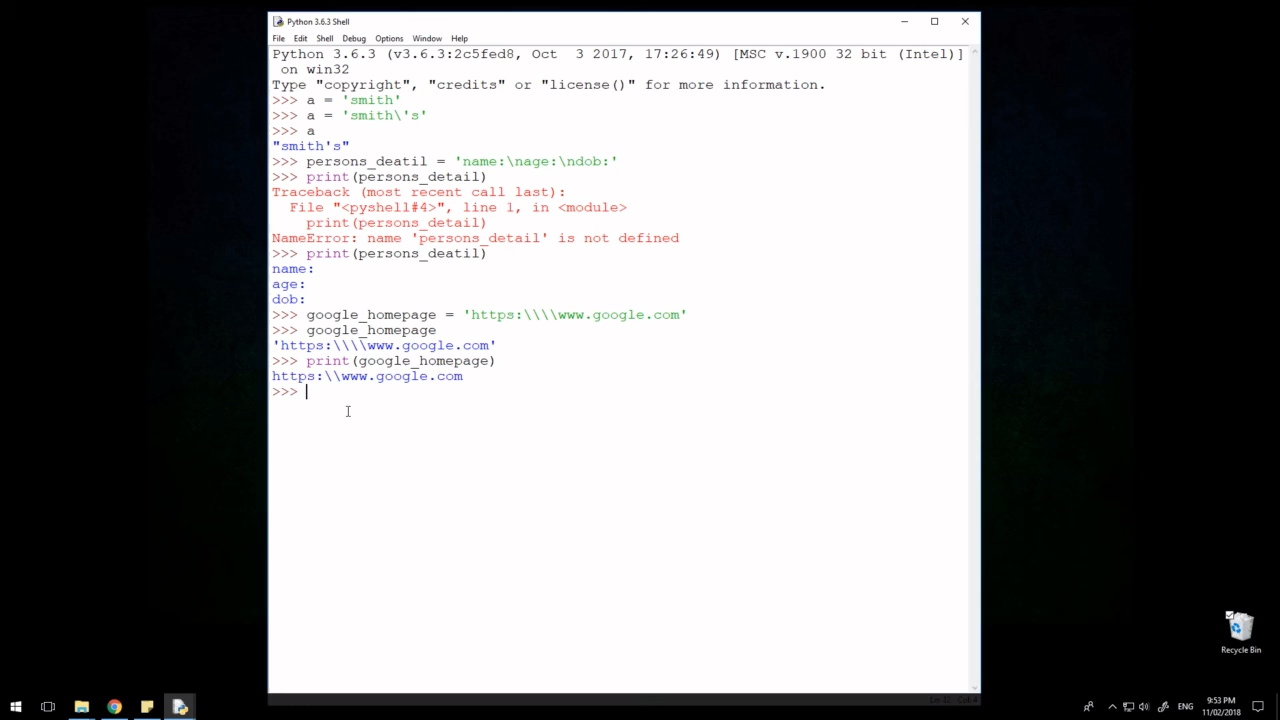 Python 3.6.3 Shell
File Edit Shell Debug Options Window Help
Python 3.6.3 (v3.6.3:2c5fed8, Oct  3 2017, 17:26:49) [MSC v.1900 32 bit (Intel)]
 on win32
Type "copyright", "credits" or "license()" for more information.
>>> a = 'smith'
>>> a = 'smith\'s'
>>> a
"smith's"
>>> persons_deatil = 'name:\nage:\ndob:'
>>> print(persons_detail)
Traceback (most recent call last):
  File "<pyshell#4>", line 1, in <module>
    print(persons_detail)
NameError: name 'persons_detail' is not defined
>>> print(persons_deatil)
name:
age:
dob:
>>> google_homepage = 'https:\\\\www.google.com'
>>> google_homepage
'https:\\\\www.google.com'
>>> print(google_homepage)
https:\\www.google.com
>>>
Recycle Bin
ENG
9:53 PM
11/02/2018